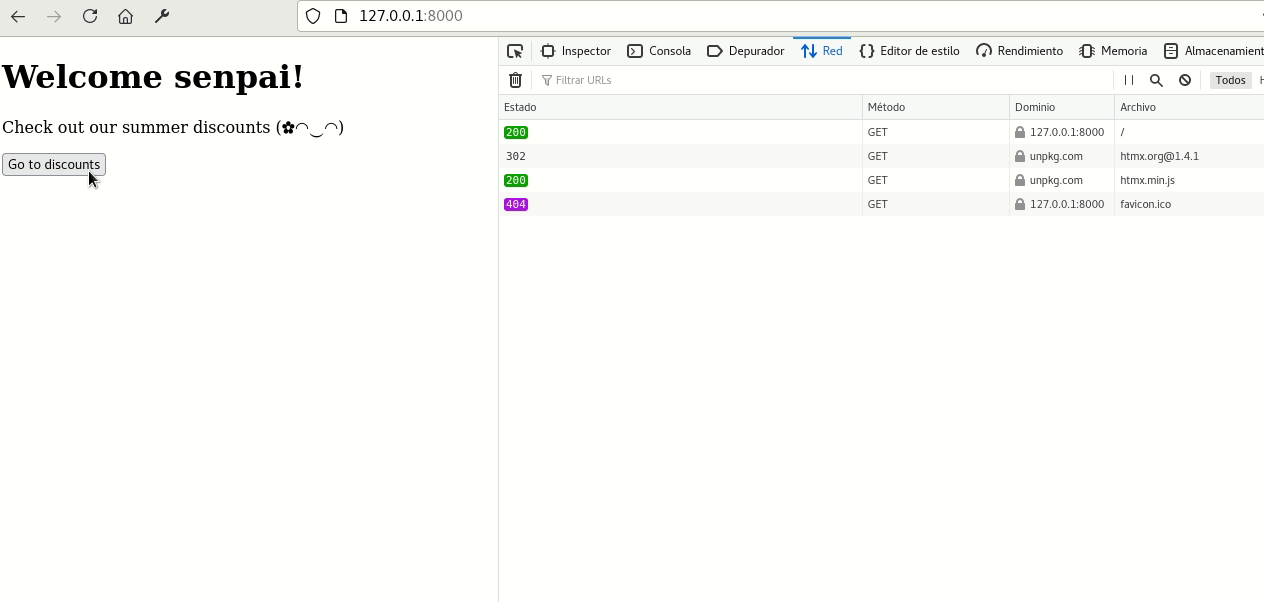 127.0.0.1:8000
Welcome senpai!
Check out our summer discounts (✿◠‿◠)
Go to discounts
Inspector Consola Depurador Red Editor de estilo Rendimiento Memoria Almacenamient
Filtrar URLs Todos H
Estado Método Dominio Archivo
200 GET 127.0.0.1:8000 /
302 GET unpkg.com htmx.org@1.4.1
200 GET unpkg.com htmx.min.js
404 GET 127.0.0.1:8000 favicon.ico